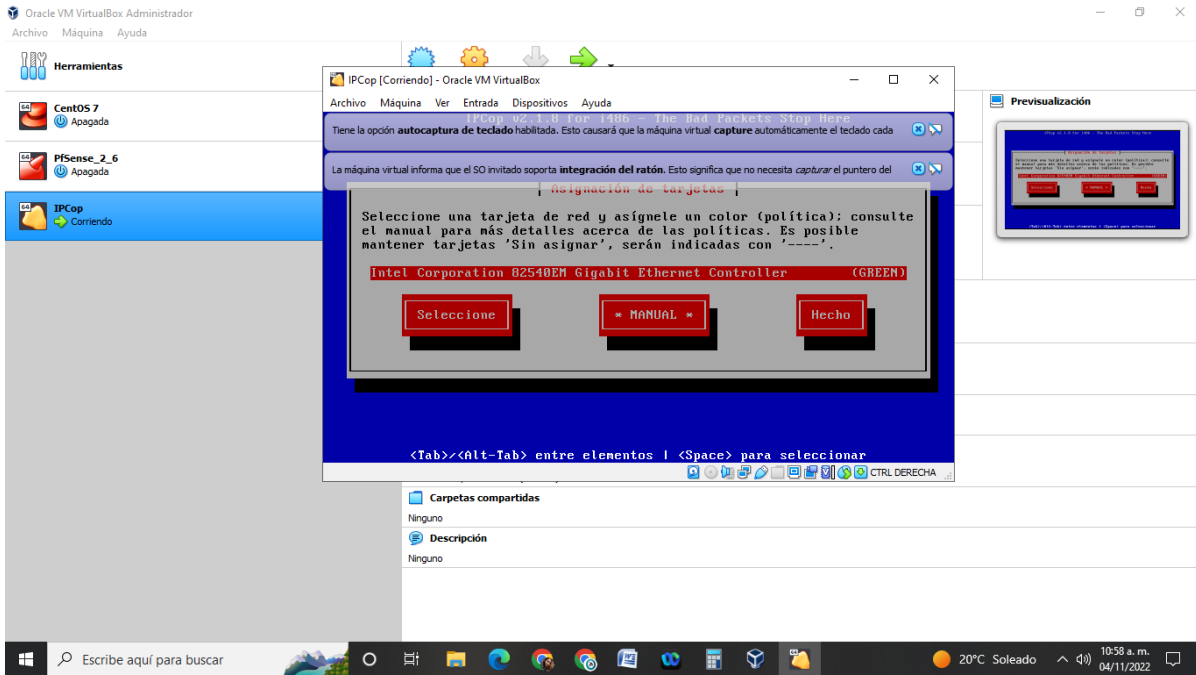 Oracle VM VirtualBox Administrador
Archivo Máquina Ayuda
Herramientas
64
CentOS 7
Apagada
64
PfSense_2_6
Apagada
64
IPCop
Corriendo
IPCop [Corriendo] - Oracle VM VirtualBox
Archivo Máquina Ver Entrada Dispositivos Ayuda
IPCop v2.1.8 for i486 - The Bad Packets Stop Here
Tiene la opción autocaptura de teclado habilitada. Esto causará que la máquina virtual capture automáticamente el teclado cada
La máquina virtual informa que el SO invitado soporta integración del ratón. Esto significa que no necesita capturar el puntero del
Asignación de tarjetas
Seleccione una tarjeta de red y asígnele un color (política); consulte
el manual para más detalles acerca de las políticas. Es posible
mantener tarjetas 'Sin asignar', serán indicadas con '----'.
Intel Corporation 82540EM Gigabit Ethernet Controller (GREEN)
Seleccione * MANUAL * Hecho
<Tab>/<Alt-Tab> entre elementos | <Space> para seleccionar
CTRL DERECHA
Previsualización
Carpetas compartidas
Ninguno
Descripción
Ninguno
Escribe aquí para buscar
20°C Soleado
10:58 a. m.
04/11/2022